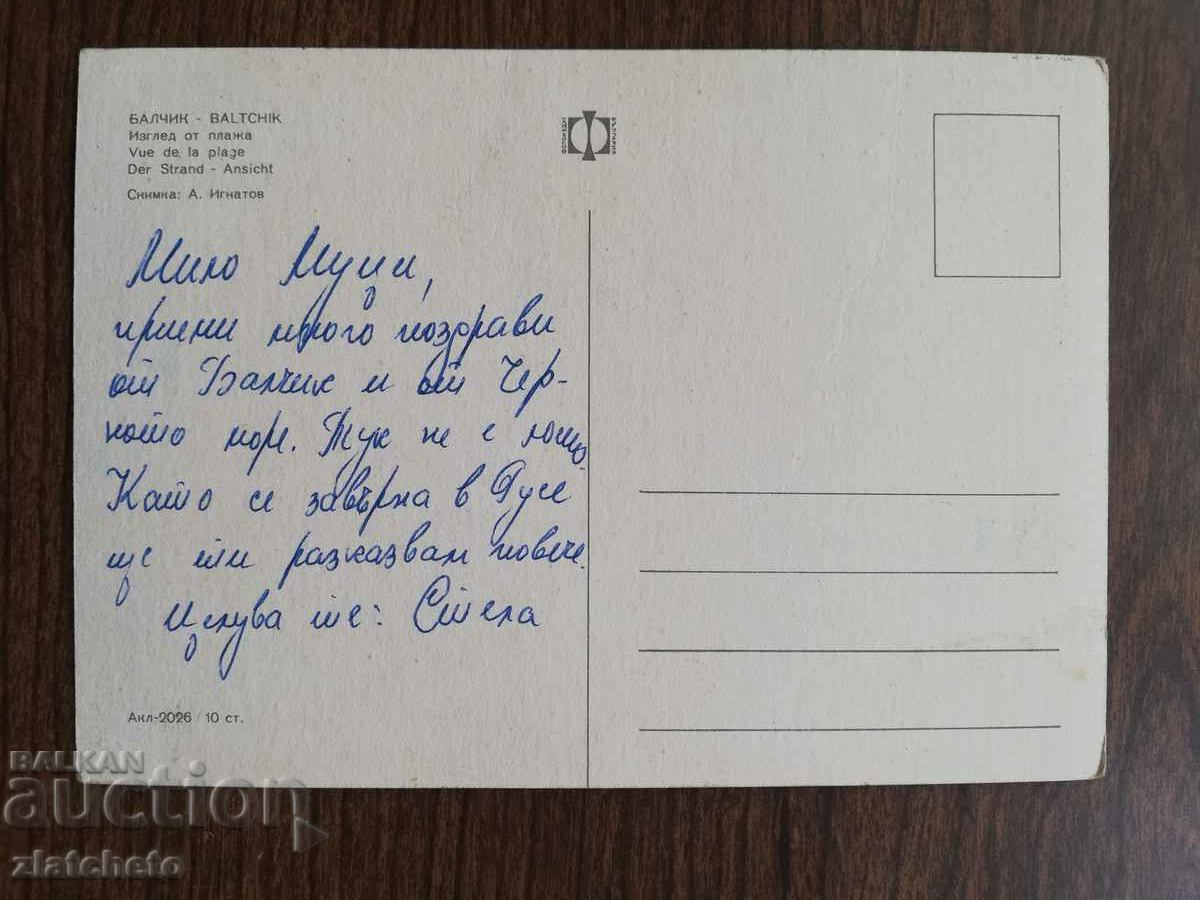 БАЛЧИК - BALTCHIK
Изглед от плажа
Vue de la plage
Der Strand - Ansicht
Снимка: А. Игнатов
Мило Муци,
приеми много поздрави
от Балчик и от Чер-
ното море. Тук не е лошо.
Като се завърна в Русе
ще ти разказвам повече.
Целува те: Стела
Акл-2026 / 10 ст.
BALKAN
auction
zlatcheto